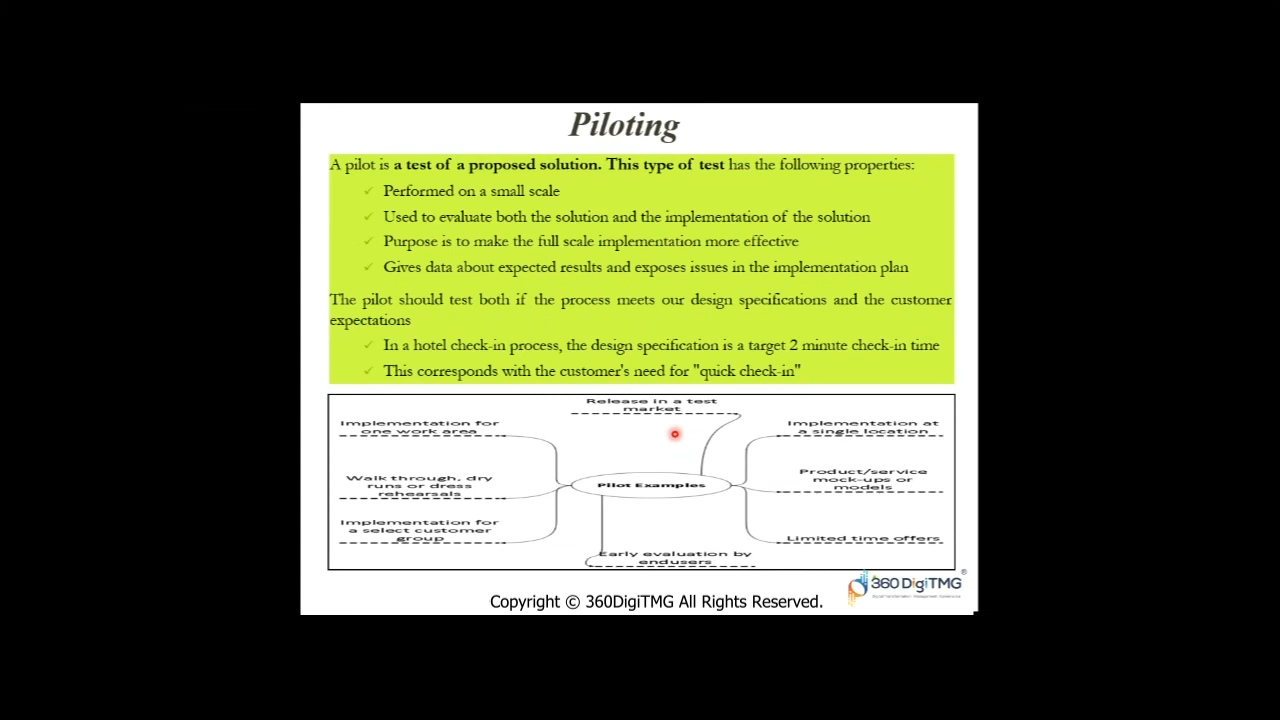 Piloting
A pilot is a test of a proposed solution. This type of test has the following properties:
✓ Performed on a small scale
✓ Used to evaluate both the solution and the implementation of the solution
✓ Purpose is to make the full scale implementation more effective
✓ Gives data about expected results and exposes issues in the implementation plan
The pilot should test both if the process meets our design specifications and the customer
expectations
✓ In a hotel check-in process, the design specification is a target 2 minute check-in time
✓ This corresponds with the customer's need for "quick check-in"
Release in a test
market
Implementation for
one work area
Implementation at
a single location
Walk through, dry
runs or dress
rehearsals
Pilot Examples
Product/service
mock-ups or
models
Implementation for
a select customer
group
Limited time offers
Early evaluation by
endusers
360DigiTMG ®
Copyright © 360DigiTMG All Rights Reserved.